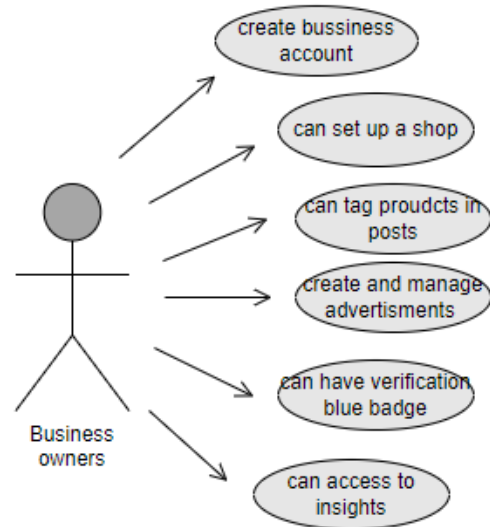 create bussiness
account
can set up a shop
can tag proudcts in
posts
create and manage
advertisments
can have verification
blue badge
Business
owners
can access to
insights